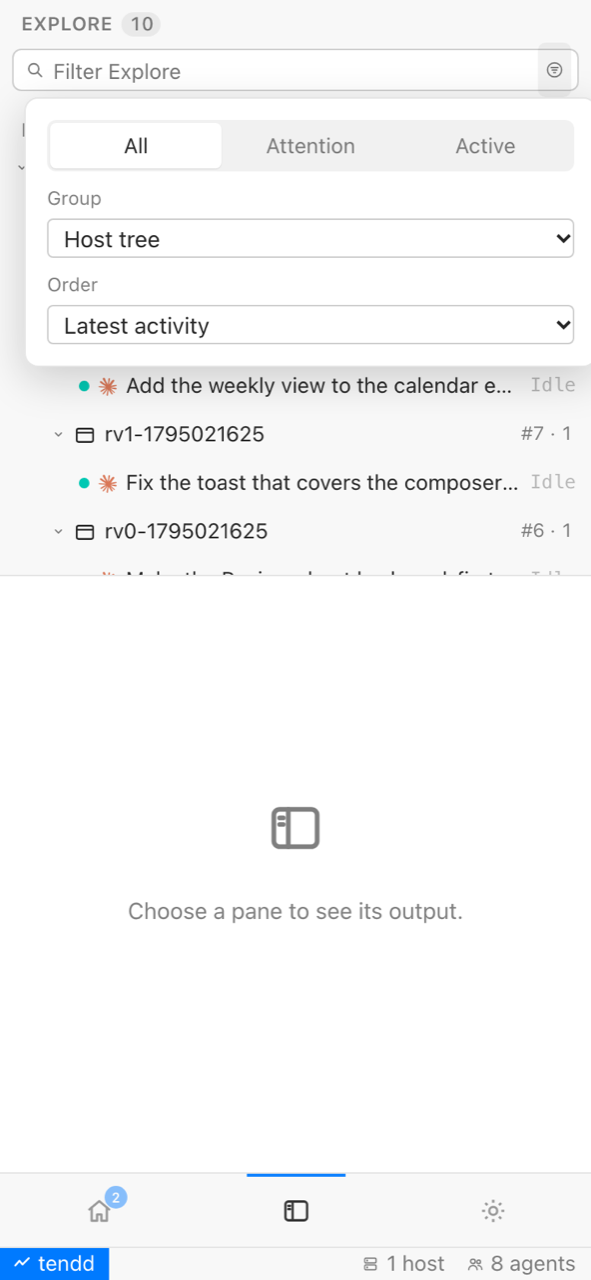 EXPLORE 10
Filter Explore
All Attention Active
Group
Host tree
Order
Latest activity
Add the weekly view to the calendar e... Idle
rv1-1795021625 #7 · 1
Fix the toast that covers the composer... Idle
rv0-1795021625 #6 · 1
Choose a pane to see its output.
2
tendd 1 host 8 agents